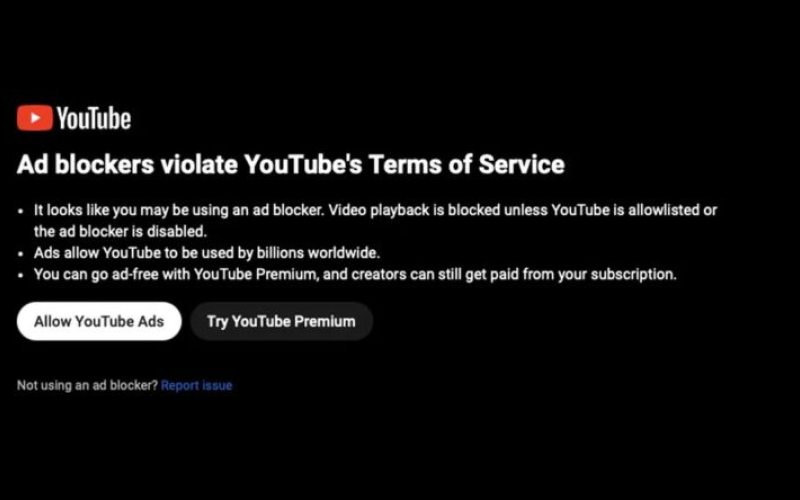 YouTube
Ad blockers violate YouTube's Terms of Service
• It looks like you may be using an ad blocker. Video playback is blocked unless YouTube is allowlisted or
the ad blocker is disabled.
• Ads allow YouTube to be used by billions worldwide.
• You can go ad-free with YouTube Premium, and creators can still get paid from your subscription.
Allow YouTube Ads Try YouTube Premium
Not using an ad blocker? Report issue